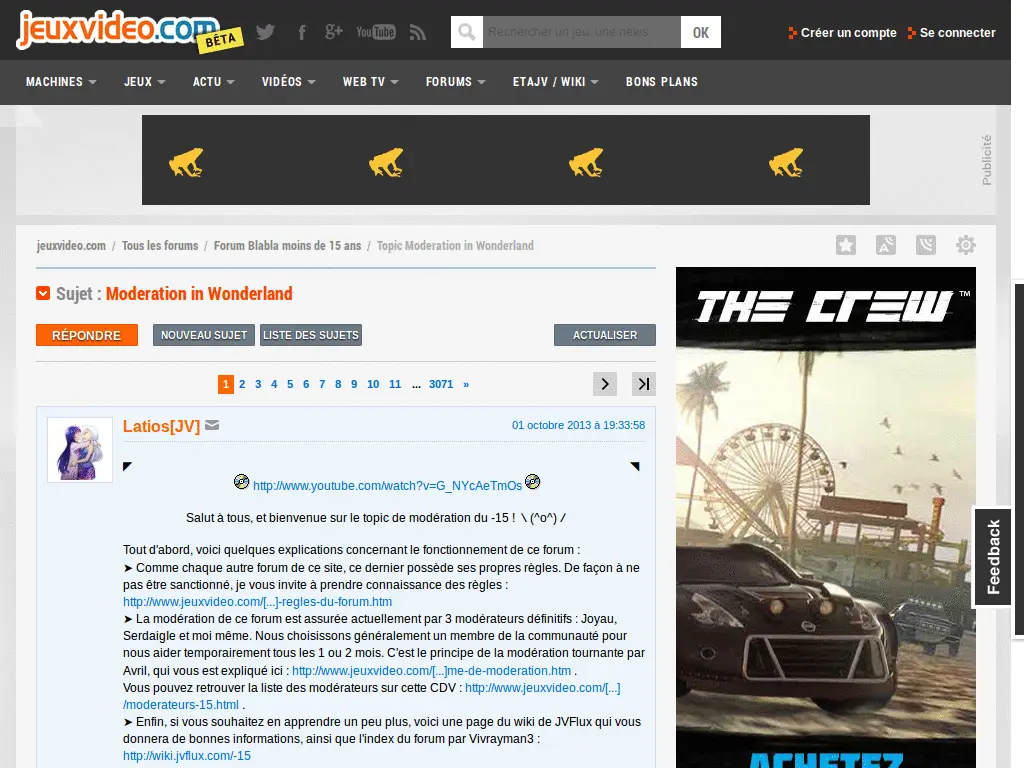 jeuxvideo.com
BÊTA
YouTube
Rechercher un jeu, une news
OK
Créer un compte
Se connecter
MACHINES
JEUX
ACTU
VIDÉOS
WEB TV
FORUMS
ETAJV / WIKI
BONS PLANS
Publicité
jeuxvideo.com / Tous les forums / Forum Blabla moins de 15 ans / Topic Moderation in Wonderland
Sujet : Moderation in Wonderland
RÉPONDRE
NOUVEAU SUJET
LISTE DES SUJETS
ACTUALISER
1 2 3 4 5 6 7 8 9 10 11 ... 3071 »
Latios[JV]
01 octobre 2013 à 19:33:58
http://www.youtube.com/watch?v=G_NYcAeTmOs
Salut à tous, et bienvenue sur le topic de modération du -15 ! \ (^o^) /
Tout d'abord, voici quelques explications concernant le fonctionnement de ce forum :
➤ Comme chaque autre forum de ce site, ce dernier possède ses propres règles. De façon à ne
pas être sanctionné, je vous invite à prendre connaissance des règles :
http://www.jeuxvideo.com/[...]-regles-du-forum.htm
➤ La modération de ce forum est assurée actuellement par 3 modérateurs définitifs : Joyau,
Serdaigle et moi même. Nous choisissons généralement un membre de la communauté pour
nous aider temporairement tous les 1 ou 2 mois. C'est le principe de la modération tournante par
Avril, qui vous est expliqué ici : http://www.jeuxvideo.com/[...]me-de-moderation.htm .
Vous pouvez retrouver la liste des modérateurs sur cette CDV : http://www.jeuxvideo.com/[...]
/moderateurs-15.html .
➤ Enfin, si vous souhaitez en apprendre un peu plus, voici une page du wiki de JVFlux qui vous
donnera de bonnes informations, ainsi que l'index du forum par Vivrayman3 :
http://wiki.jvflux.com/-15
THE CREW™
ACHETEZ
Feedback